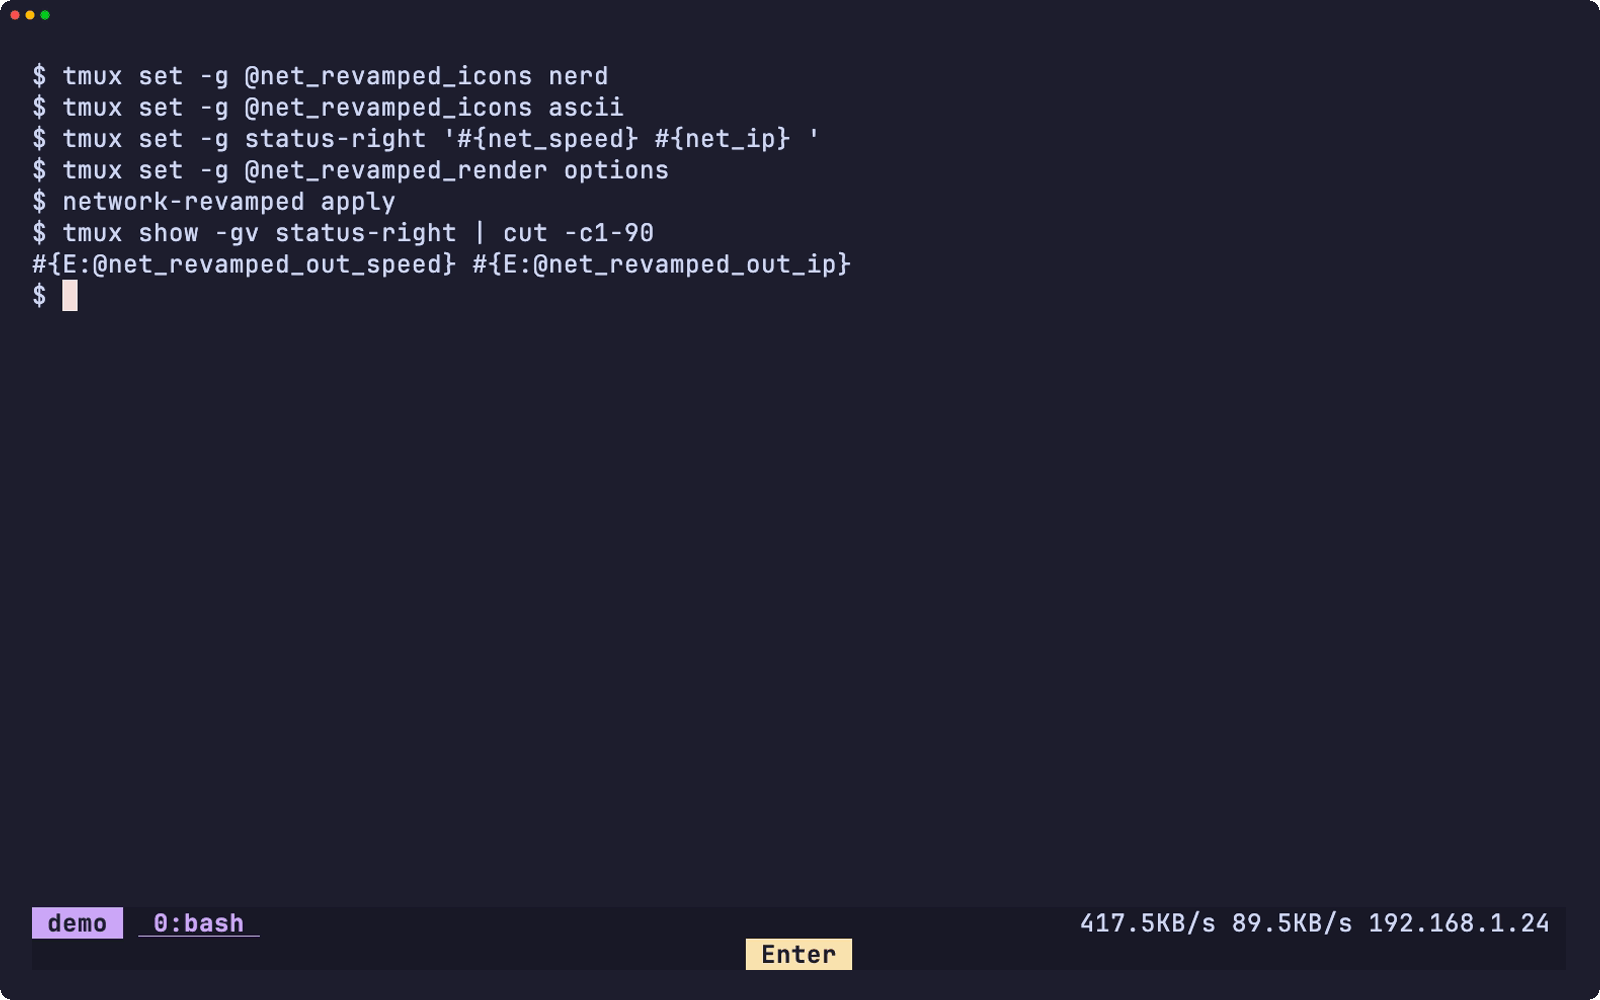 $ tmux set -g @net_revamped_icons nerd
$ tmux set -g @net_revamped_icons ascii
$ tmux set -g status-right '#{net_speed} #{net_ip} '
$ tmux set -g @net_revamped_render options
$ network-revamped apply
$ tmux show -gv status-right | cut -c1-90
#{E:@net_revamped_out_speed} #{E:@net_revamped_out_ip}
$
demo 0:bash 417.5KB/s 89.5KB/s 192.168.1.24
Enter